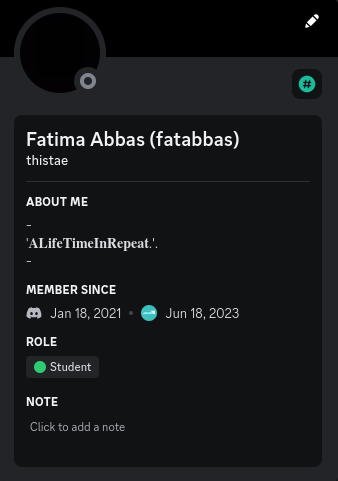 Fatima Abbas (fatabbas)
thistae
ABOUT ME
-
'𝐀𝐋𝐢𝐟𝐞𝐓𝐢𝐦𝐞𝐈𝐧𝐑𝐞𝐩𝐞𝐚𝐭.'.
-
MEMBER SINCE
Jan 18, 2021 • Jun 18, 2023
ROLE
Student
NOTE
Click to add a note